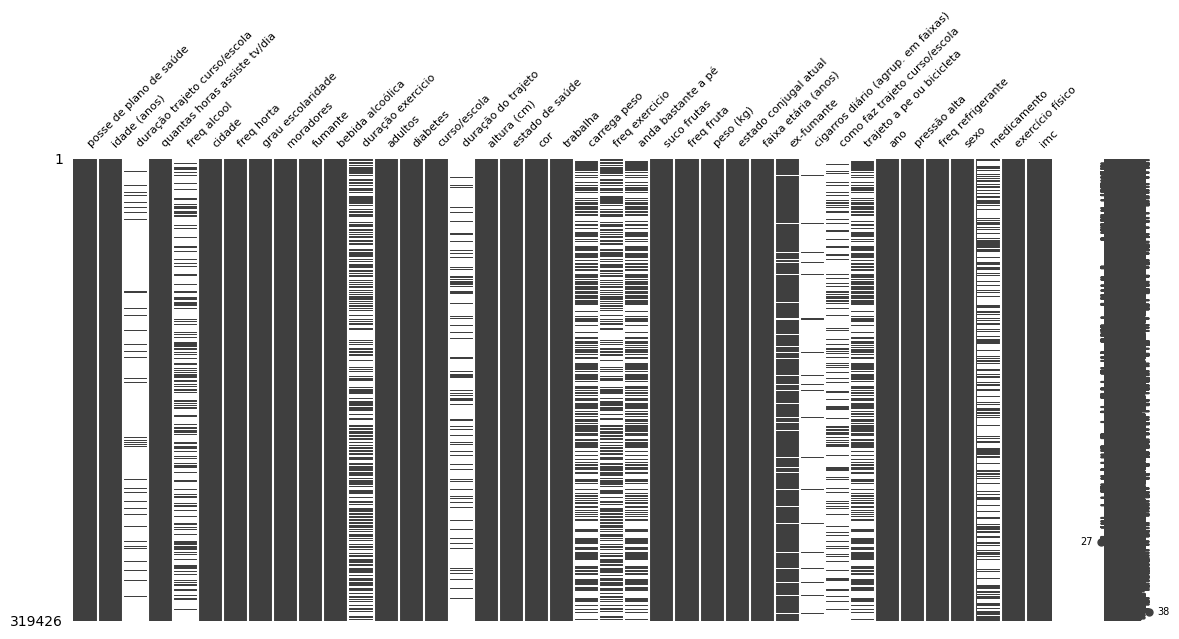 posse de plano de saúde
idade (anos)
duração trajeto curso/escola
quantas horas assiste tv/dia
freq alcool
cidade
freq horta
grau escolaridade
moradores
fumante
bebida alcoólica
duração exercicio
adultos
diabetes
curso/escola
duração do trajeto
altura (cm)
estado de saúde
cor
trabalha
carrega peso
freq exercicio
anda bastante a pé
suco frutas
freq fruta
peso (kg)
estado conjugal atual
faixa etária (anos)
ex-fumante
cigarros diário (agrup. em faixas)
como faz trajeto curso/escola
trajeto a pe ou bicicleta
ano
pressão alta
freq refrigerante
sexo
medicamento
exercício físico
imc
1
27
38
319426